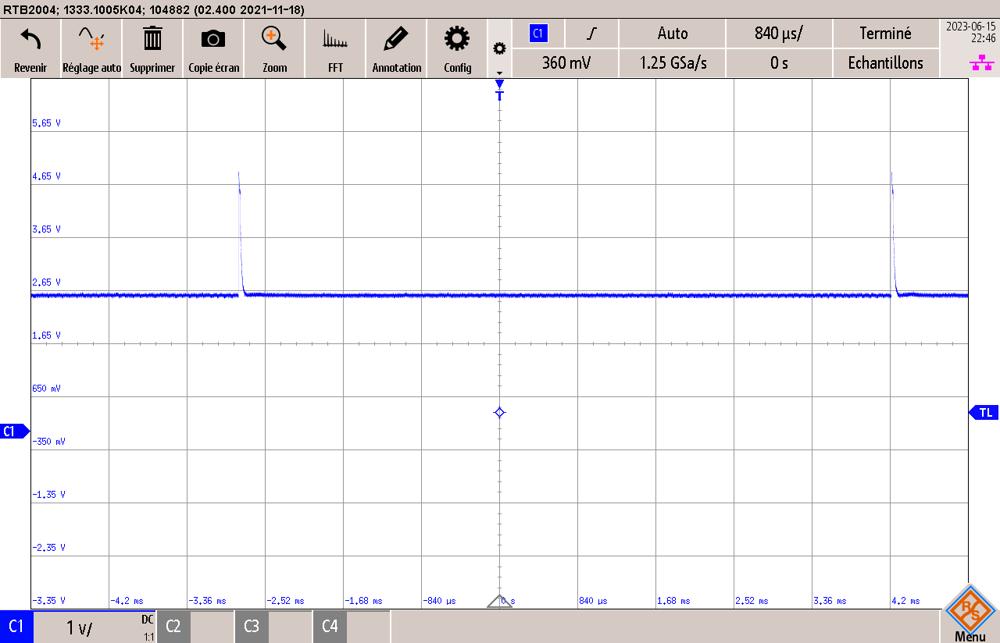 RTB2004; 1333.1005K04; 104882 (02.400 2021-11-18)
Revenir Réglage auto Supprimer Copie écran Zoom FFT Annotation Config
C1 Auto 840 µs/ Terminé
360 mV 1.25 GSa/s 0 s Echantillons
2023-06-15
22:46
T
5.65 V
4.65 V
3.65 V
2.65 V
1.65 V
650 mV
TL
C1
-350 mV
-1.35 V
-2.35 V
-3.35 V -4.2 ms -3.36 ms -2.52 ms -1.68 ms -840 µs 0 s 840 µs 1.68 ms 2.52 ms 3.36 ms 4.2 ms
C1 1 V/ DC 1:1 C2 C3 C4
R&S
Menu